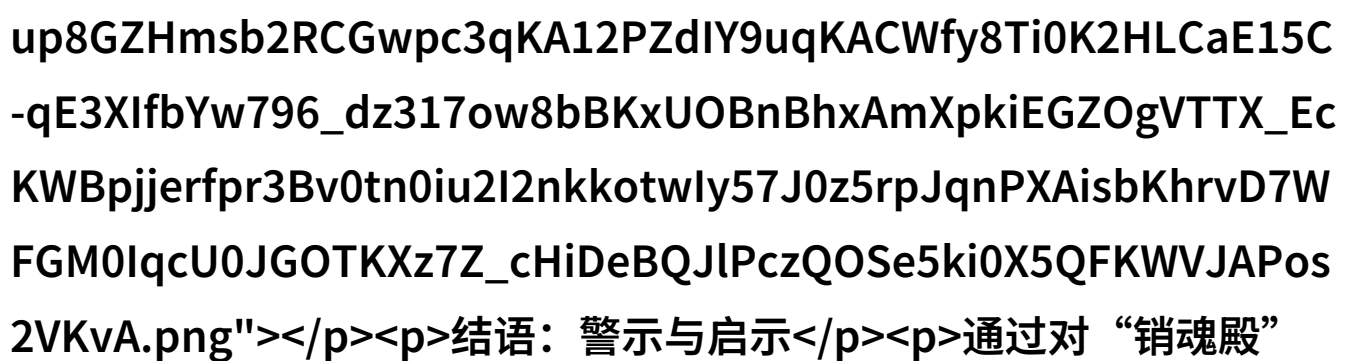 up8GZHmsb2RCGwpc3qKA12PZdIY9uqKACWfy8Ti0K2HLCaE15C
-qE3XIfbYw796_dz317ow8bBKxUOBnBhxAmXpkiEGZOgVTTX_Ec
KWBpjjerfpr3Bv0tn0iu2I2nkkotwIy57J0z5rpJqnPXAisbKhrvD7W
FGM0IqcU0JGOTKXz7Z_cHiDeBQJlPczQOSe5ki0X5QFKWVJAPos
2VKvA.png"></p><p>结语：警示与启示</p><p>通过对“销魂殿”